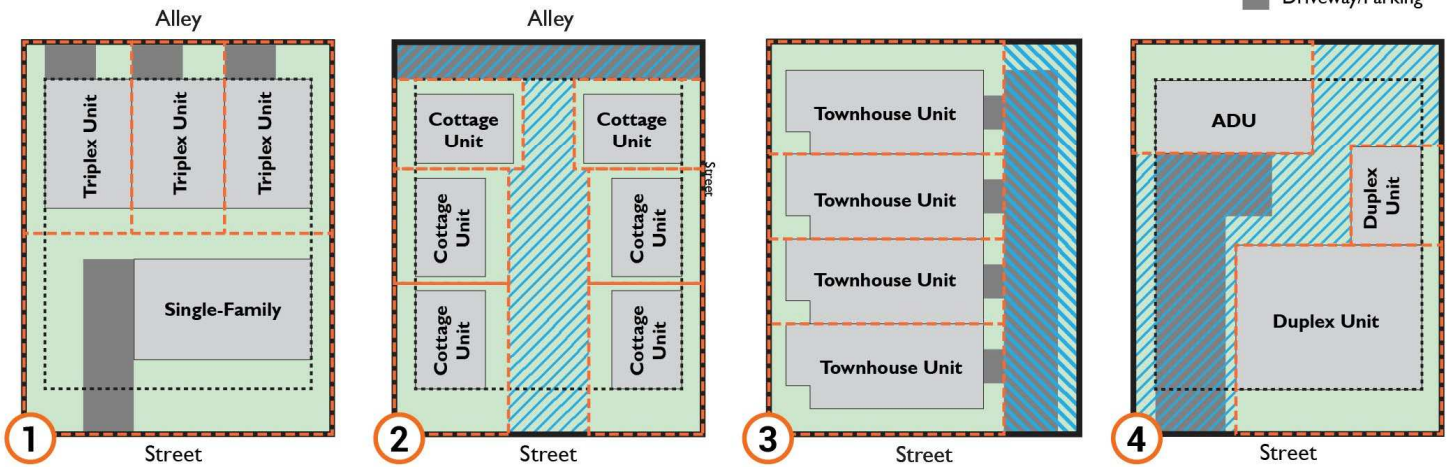 Driveway/Parking
Alley
Alley
Triplex Unit
Triplex Unit
Triplex Unit
Single-Family
1
Street
Cottage
Unit
Cottage
Unit
Street
Cottage
Unit
Cottage
Unit
Cottage
Unit
Cottage
Unit
2
Street
Townhouse Unit
Townhouse Unit
Townhouse Unit
Townhouse Unit
3
Street
ADU
Duplex
Unit
Duplex Unit
4
Street